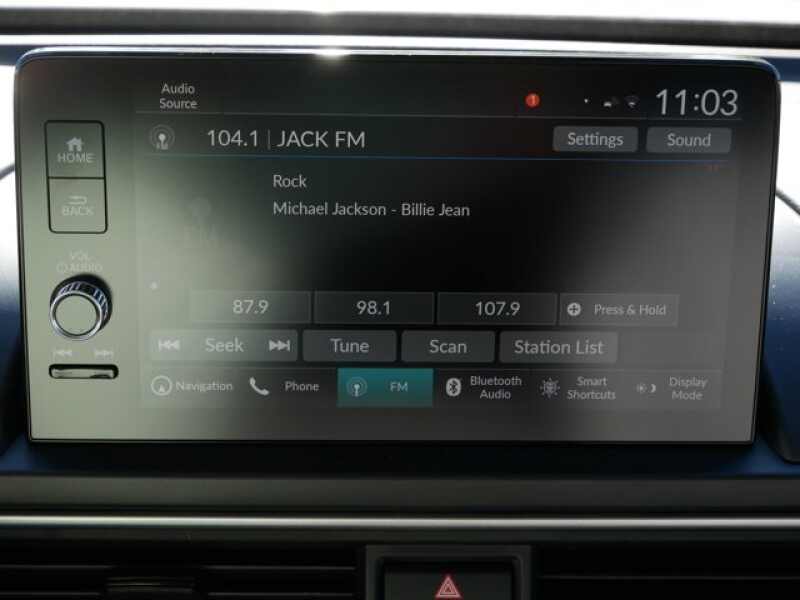 Audio
Source
1
11:03
HOME
104.1 | JACK FM
Settings
Sound
BACK
Rock
Michael Jackson - Billie Jean
FM
VOL
AUDIO
87.9
98.1
107.9
Press & Hold
Seek
Tune
Scan
Station List
Navigation
Phone
FM
Bluetooth
Audio
Smart
Shortcuts
Display
Mode